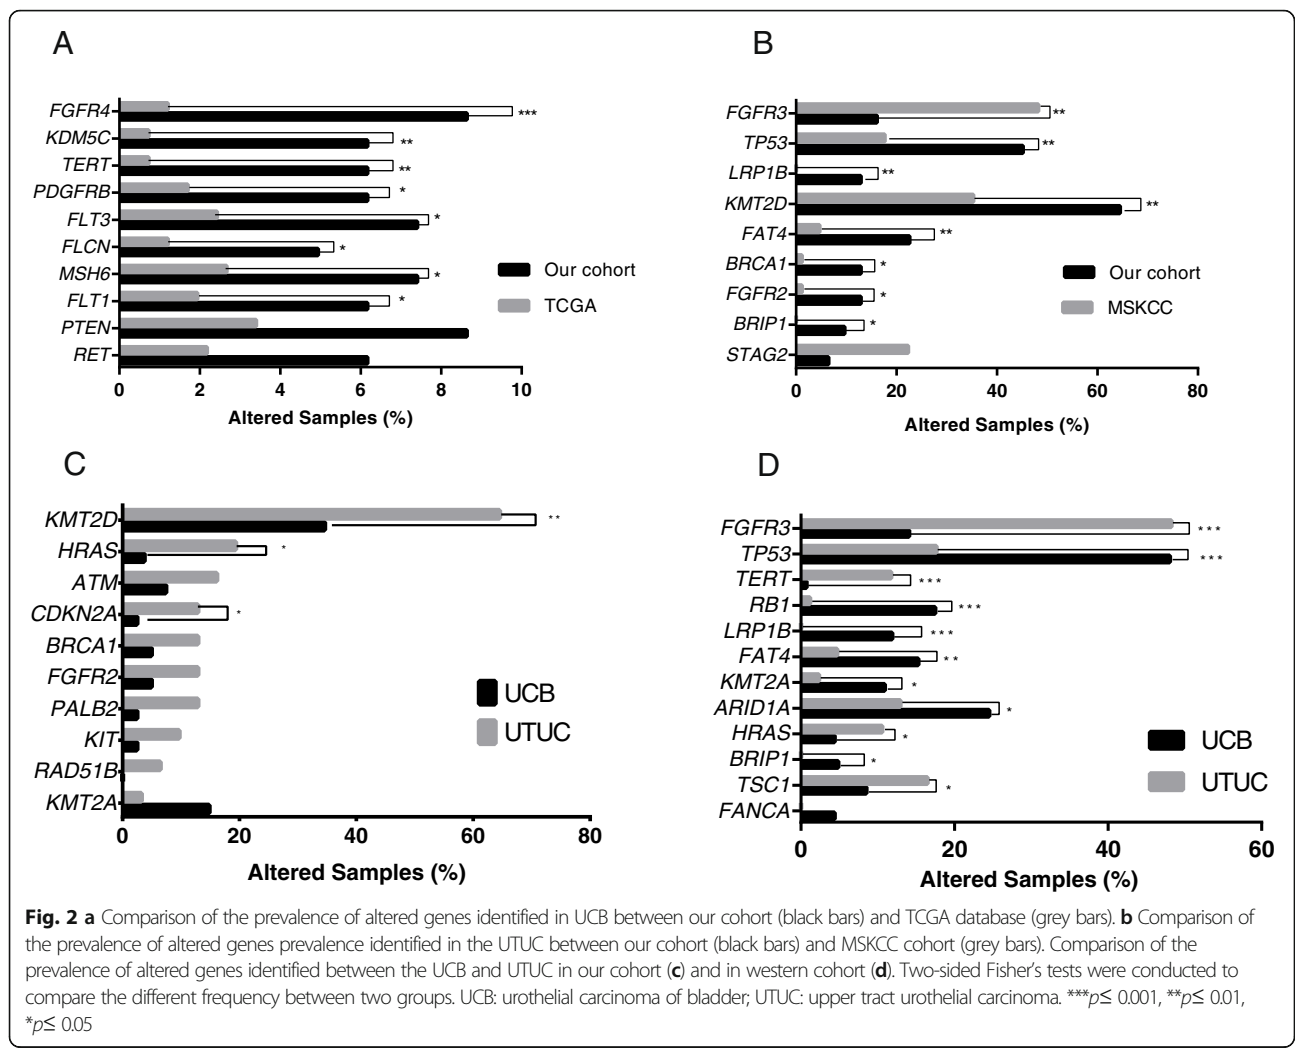 A
FGFR4
***
KDM5C
**
TERT
**
PDGFRB
*
FLT3
*
FLCN
*
MSH6
*
FLT1
*
PTEN
RET
Our cohort
TCGA
0 2 4 6 8 10
Altered Samples (%)
B
FGFR3
**
TP53
**
LRP1B
**
KMT2D
**
FAT4
**
BRCA1
*
FGFR2
*
BRIP1
*
STAG2
Our cohort
MSKCC
0 20 40 60 80
Altered Samples (%)
C
KMT2D
**
HRAS
*
ATM
CDKN2A
*
BRCA1
FGFR2
PALB2
KIT
RAD51B
KMT2A
UCB
UTUC
0 20 40 60 80
Altered Samples (%)
D
FGFR3
***
TP53
***
TERT
***
RB1
***
LRP1B
***
FAT4
**
KMT2A
*
ARID1A
*
HRAS
*
BRIP1
*
TSC1
*
FANCA
UCB
UTUC
0 20 40 60
Altered Samples (%)
Fig. 2 a Comparison of the prevalence of altered genes identified in UCB between our cohort (black bars) and TCGA database (grey bars). b Comparison of
the prevalence of altered genes prevalence identified in the UTUC between our cohort (black bars) and MSKCC cohort (grey bars). Comparison of the
prevalence of altered genes identified between the UCB and UTUC in our cohort (c) and in western cohort (d). Two-sided Fisher's tests were conducted to
compare the different frequency between two groups. UCB: urothelial carcinoma of bladder; UTUC: upper tract urothelial carcinoma. ***p≤ 0.001, **p≤ 0.01,
*p≤ 0.05